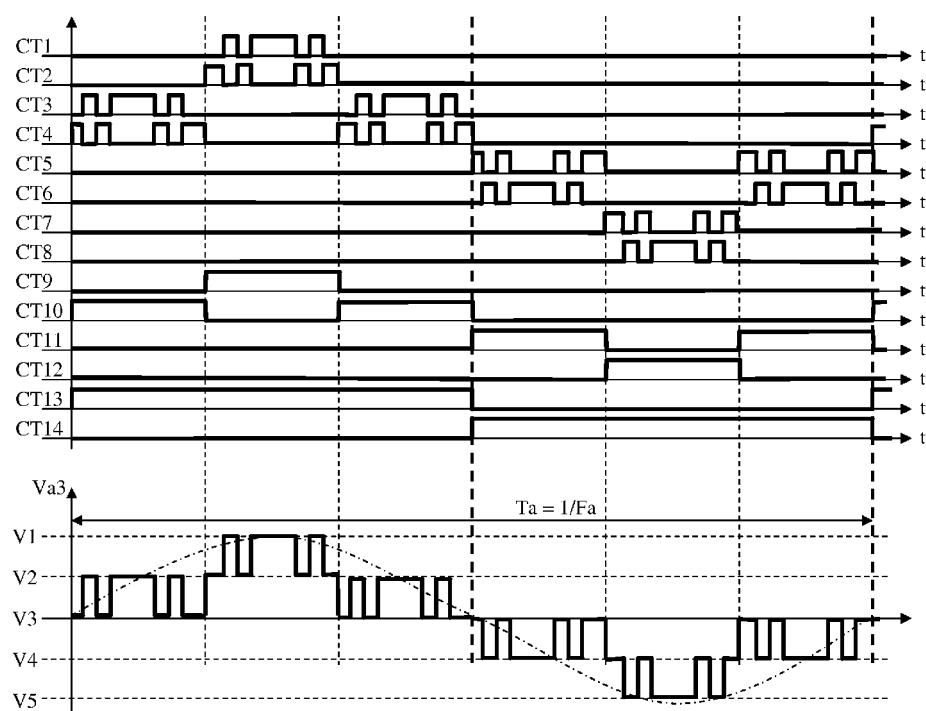 CT1 t
CT2 t
CT3 t
CT4 t
CT5 t
CT6 t
CT7 t
CT8 t
CT9 t
CT10 t
CT11 t
CT12 t
CT13 t
CT14 t
Va3
Ta = 1/Fa
V1
V2
V3
V4
V5